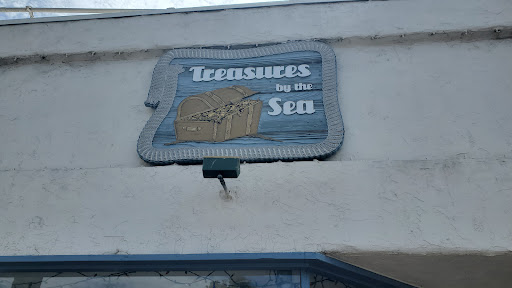 Treasures
by the
Sea